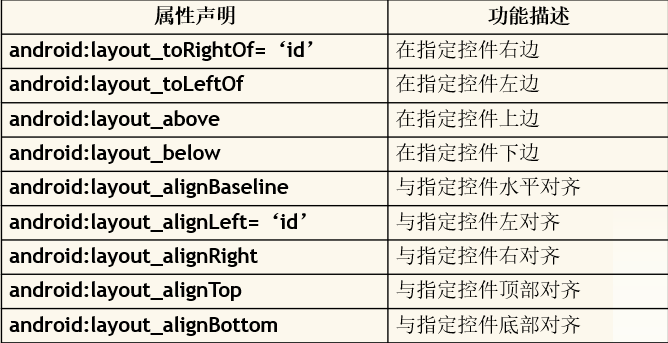 属性声明 功能描述
android:layout_toRightOf=‘id’ 在指定控件右边
android:layout_toLeftOf 在指定控件左边
android:layout_above 在指定控件上边
android:layout_below 在指定控件下边
android:layout_alignBaseline 与指定控件水平对齐
android:layout_alignLeft=‘id’ 与指定控件左对齐
android:layout_alignRight 与指定控件右对齐
android:layout_alignTop 与指定控件顶部对齐
android:layout_alignBottom 与指定控件底部对齐